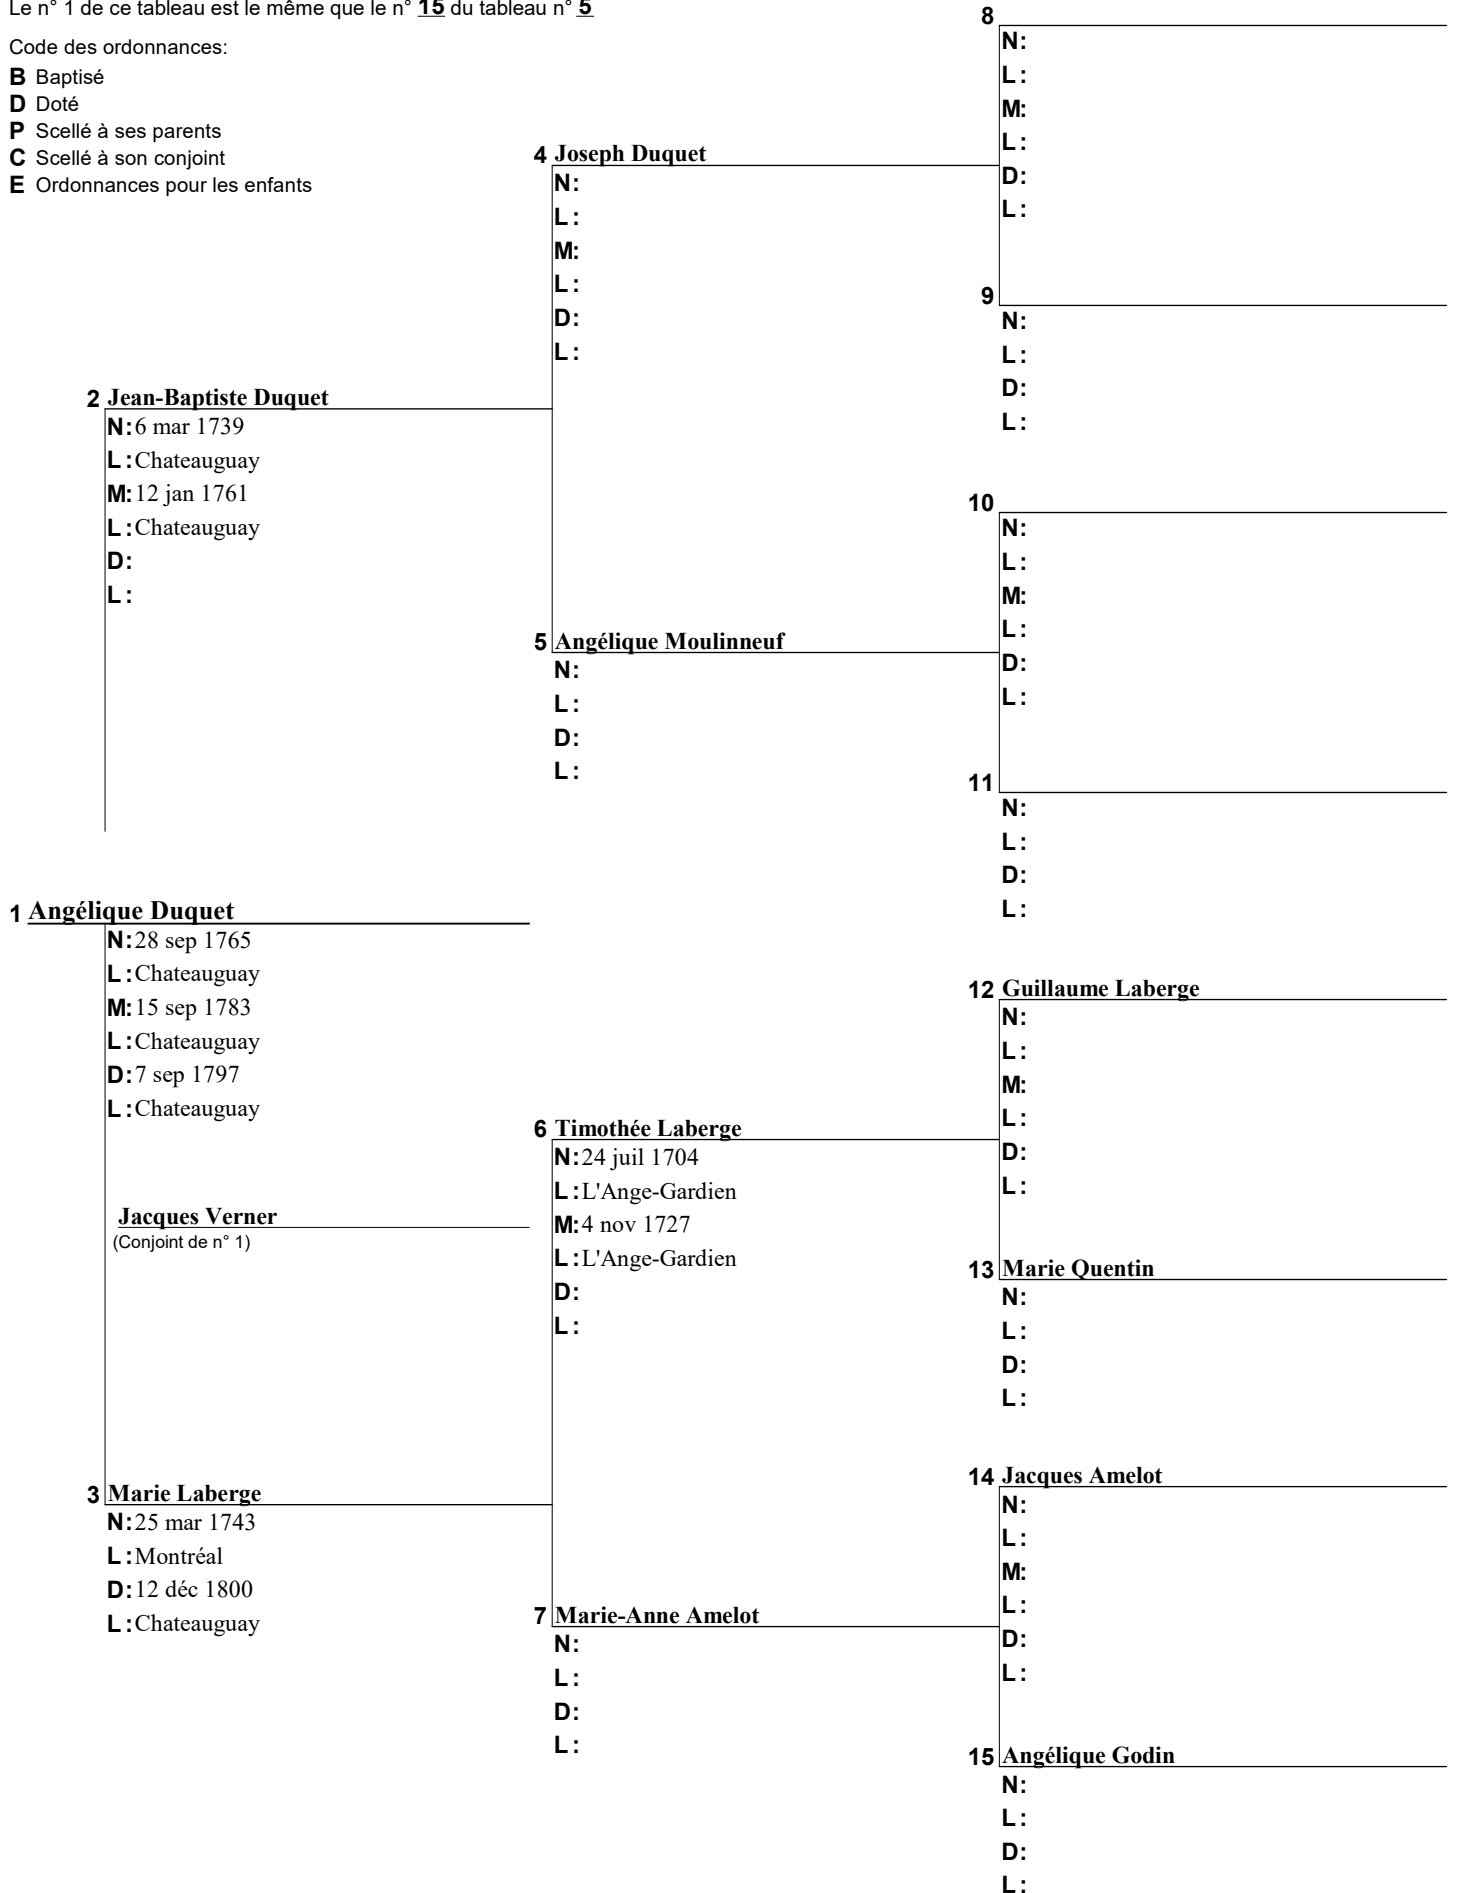 Le n° 1 de ce tableau est le même que le n° 15 du tableau n° 5
Code des ordonnances:
B Baptisé
D Doté
P Scellé à ses parents
C Scellé à son conjoint
E Ordonnances pour les enfants
8
N:
L:
M:
L:
D:
L:
4 Joseph Duquet
N:
L:
M:
L:
D:
L:
9
N:
L:
D:
L:
2 Jean-Baptiste Duquet
N: 6 mar 1739
L: Chateauguay
M: 12 jan 1761
L: Chateauguay
D:
L:
10
N:
L:
M:
L:
D:
L:
5 Angélique Moulinneuf
N:
L:
D:
L:
11
N:
L:
D:
L:
1 Angélique Duquet
N: 28 sep 1765
L: Chateauguay
M: 15 sep 1783
L: Chateauguay
D: 7 sep 1797
L: Chateauguay
Jacques Verner
(Conjoint de n° 1)
12 Guillaume Laberge
N:
L:
M:
L:
D:
L:
6 Timothée Laberge
N: 24 juil 1704
L: L'Ange-Gardien
M: 4 nov 1727
L: L'Ange-Gardien
D:
L:
13 Marie Quentin
N:
L:
D:
L:
3 Marie Laberge
N: 25 mar 1743
L: Montréal
D: 12 déc 1800
L: Chateauguay
14 Jacques Amelot
N:
L:
M:
L:
D:
L:
7 Marie-Anne Amelot
N:
L:
D:
L:
15 Angélique Godin
N:
L:
D:
L: